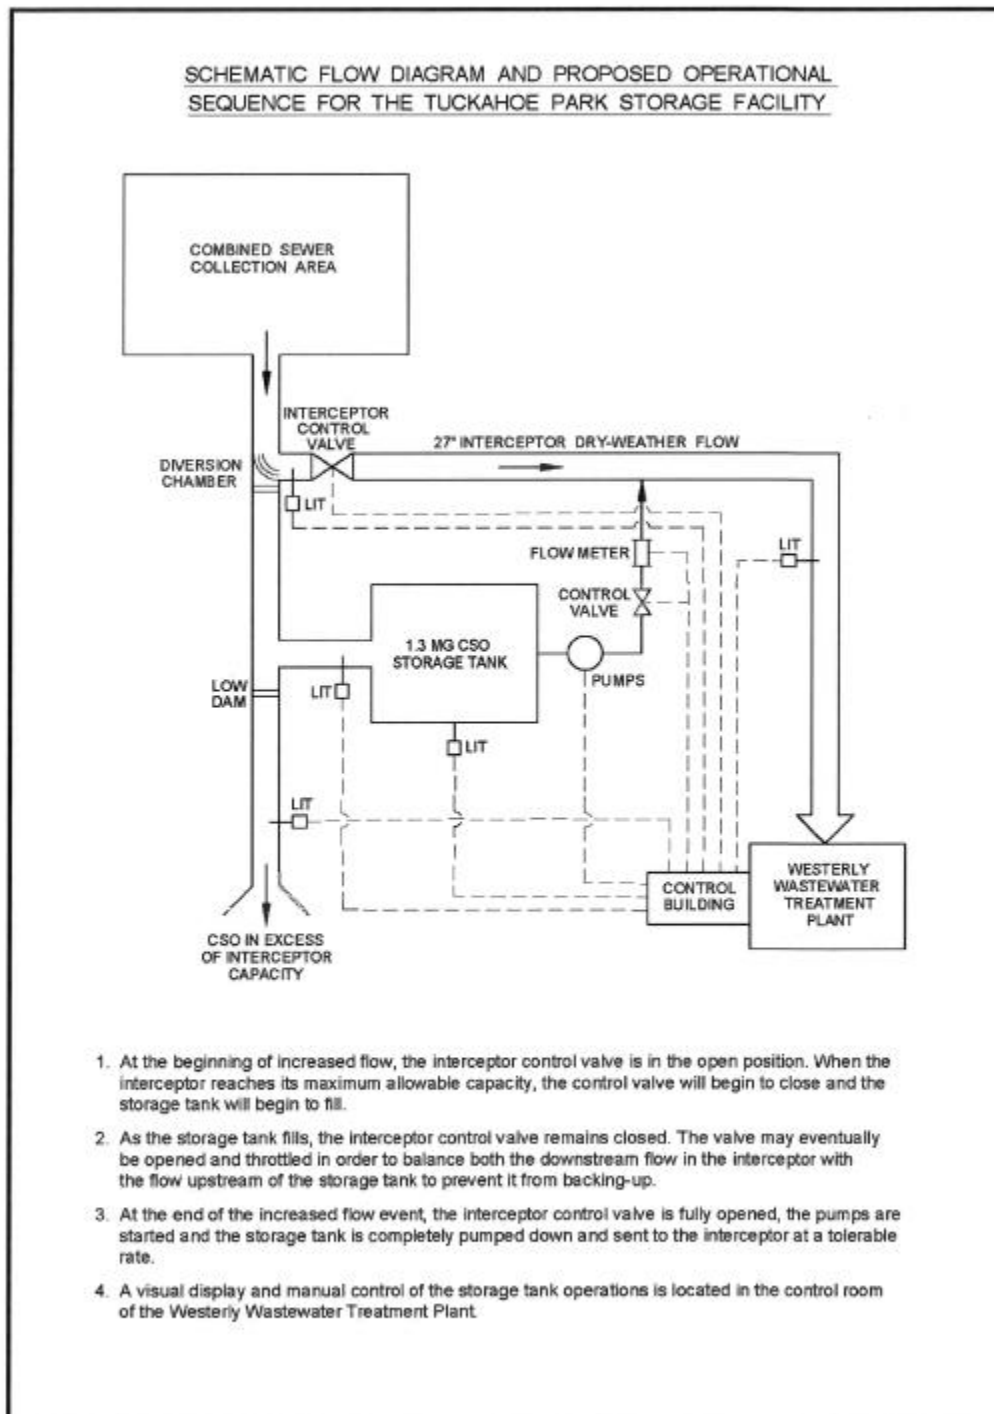 SCHEMATIC FLOW DIAGRAM AND PROPOSED OPERATIONAL
SEQUENCE FOR THE TUCKAHOE PARK STORAGE FACILITY
COMBINED SEWER
COLLECTION AREA
INTERCEPTOR
CONTROL
VALVE
27" INTERCEPTOR DRY-WEATHER FLOW
DIVERSION
CHAMBER
LIT
FLOW METER
LIT
CONTROL
VALVE
1.3 MG CSO
STORAGE TANK
PUMPS
LOW
DAM
LIT
LIT
LIT
CONTROL
BUILDING
WESTERLY
WASTEWATER
TREATMENT
PLANT
CSO IN EXCESS
OF INTERCEPTOR
CAPACITY
1. At the beginning of increased flow, the interceptor control valve is in the open position. When the
interceptor reaches its maximum allowable capacity, the control valve will begin to close and the
storage tank will begin to fill.
2. As the storage tank fills, the interceptor control valve remains closed. The valve may eventually
be opened and throttled in order to balance both the downstream flow in the interceptor with
the flow upstream of the storage tank to prevent it from backing-up.
3. At the end of the increased flow event, the interceptor control valve is fully opened, the pumps are
started and the storage tank is completely pumped down and sent to the interceptor at a tolerable
rate.
4. A visual display and manual control of the storage tank operations is located in the control room
of the Westerly Wastewater Treatment Plant